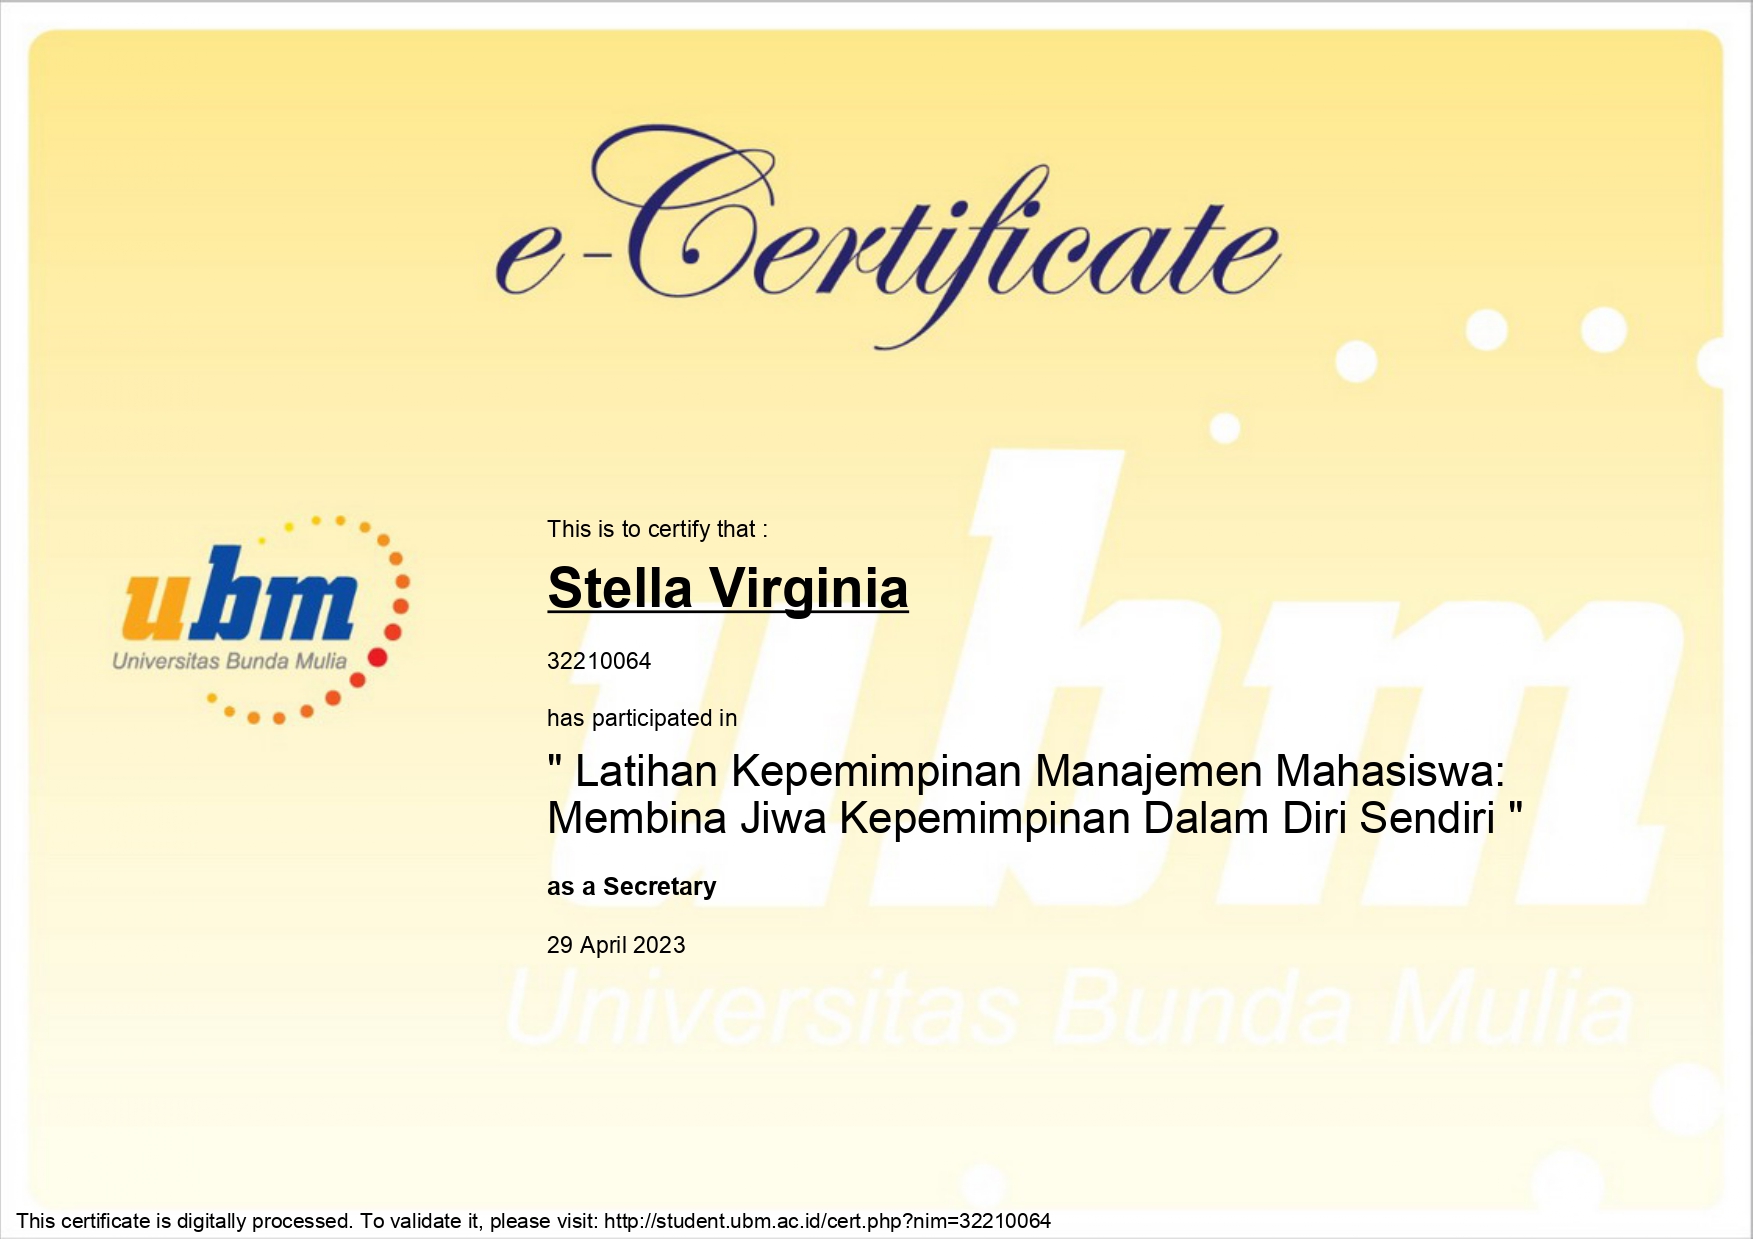 e-Certificate
ubm
Universitas Bunda Mulia
This is to certify that :
Stella Virginia
32210064
has participated in
" Latihan Kepemimpinan Manajemen Mahasiswa:
Membina Jiwa Kepemimpinan Dalam Diri Sendiri "
as a Secretary
29 April 2023
ubm
Universitas Bunda Mulia
This certificate is digitally processed. To validate it, please visit: http://student.ubm.ac.id/cert.php?nim=32210064